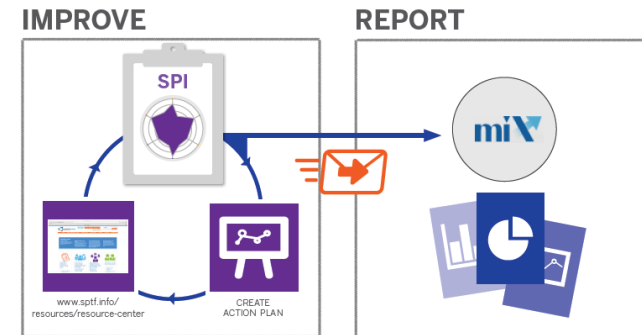 IMPROVE
REPORT
SPI
miX
www.sptf.info/
resources/resource-center
CREATE
ACTION PLAN